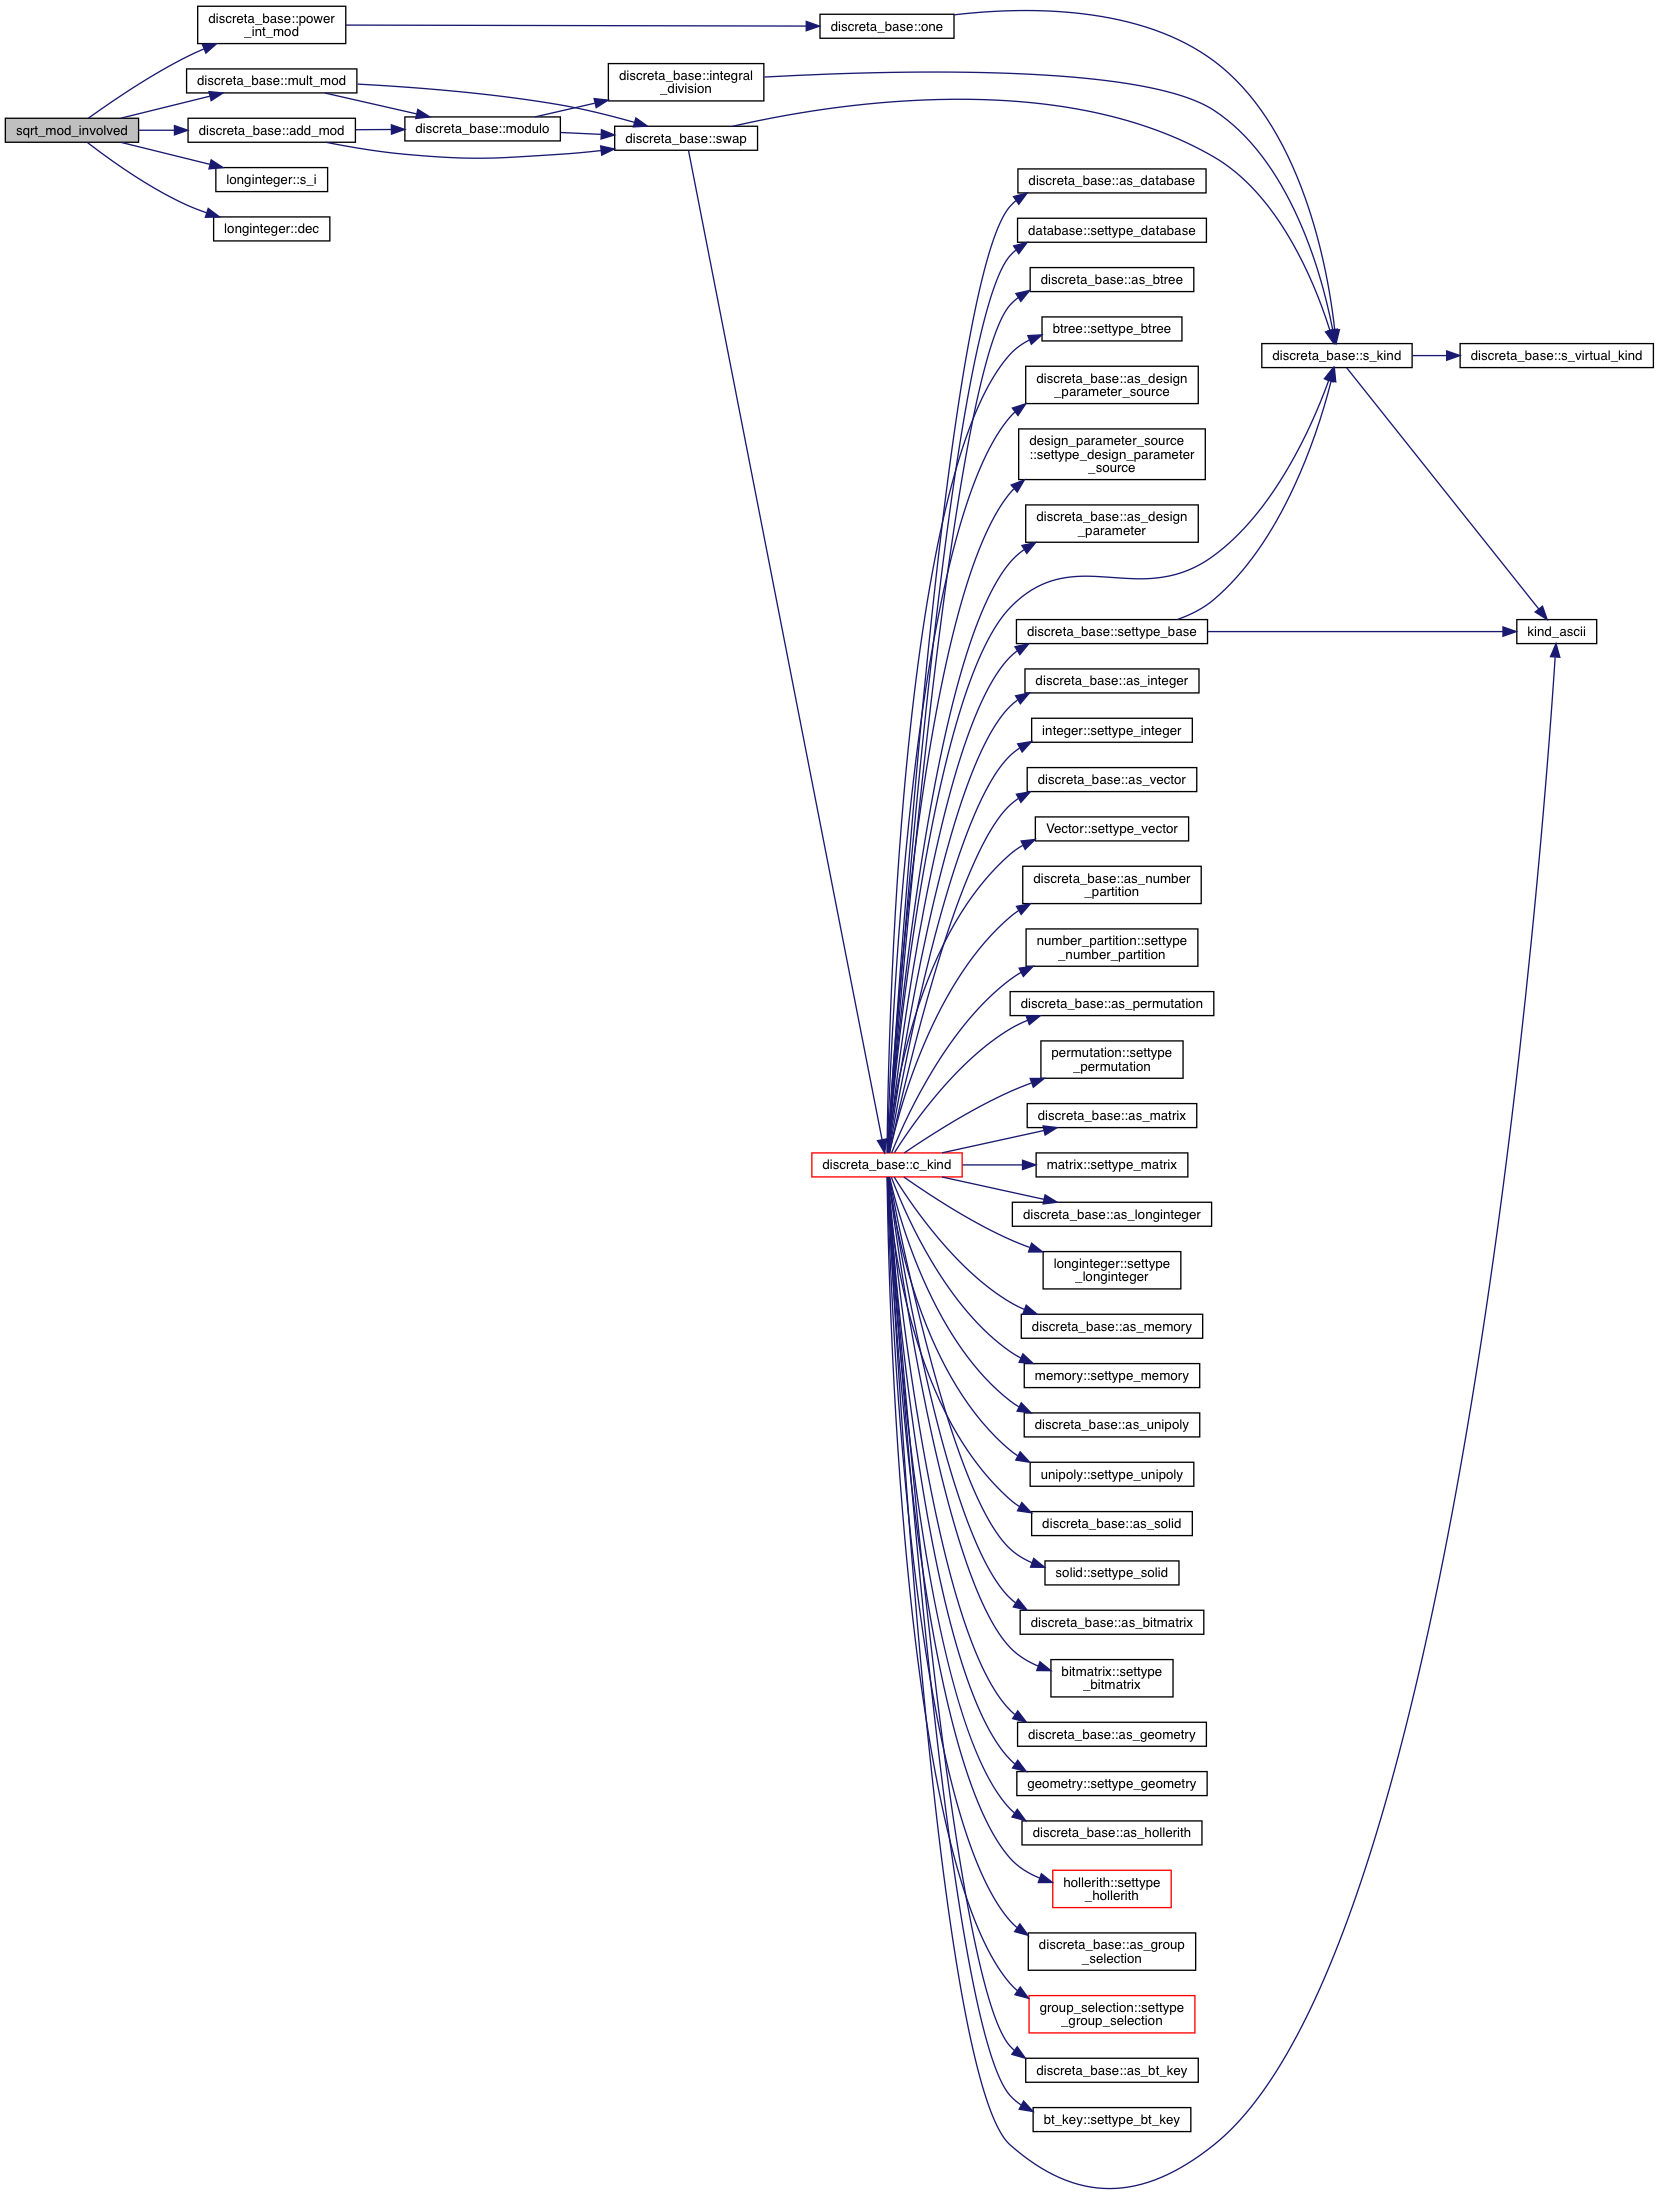 sqrt_mod_involved
discreta_base::power
_int_mod
discreta_base::mult_mod
discreta_base::add_mod
longinteger::s_i
longinteger::dec
discreta_base::modulo
discreta_base::integral
_division
discreta_base::swap
discreta_base::one
discreta_base::c_kind
discreta_base::as_database
database::settype_database
discreta_base::as_btree
btree::settype_btree
discreta_base::as_design
_parameter_source
design_parameter_source
::settype_design_parameter
_source
discreta_base::as_design
_parameter
discreta_base::settype_base
discreta_base::as_integer
integer::settype_integer
discreta_base::as_vector
Vector::settype_vector
discreta_base::as_number
_partition
number_partition::settype
_number_partition
discreta_base::as_permutation
permutation::settype
_permutation
discreta_base::as_matrix
matrix::settype_matrix
discreta_base::as_longinteger
longinteger::settype
_longinteger
discreta_base::as_memory
memory::settype_memory
discreta_base::as_unipoly
unipoly::settype_unipoly
discreta_base::as_solid
solid::settype_solid
discreta_base::as_bitmatrix
bitmatrix::settype
_bitmatrix
discreta_base::as_geometry
geometry::settype_geometry
discreta_base::as_hollerith
hollerith::settype
_hollerith
discreta_base::as_group
_selection
group_selection::settype
_group_selection
discreta_base::as_bt_key
bt_key::settype_bt_key
discreta_base::s_kind
discreta_base::s_virtual_kind
kind_ascii